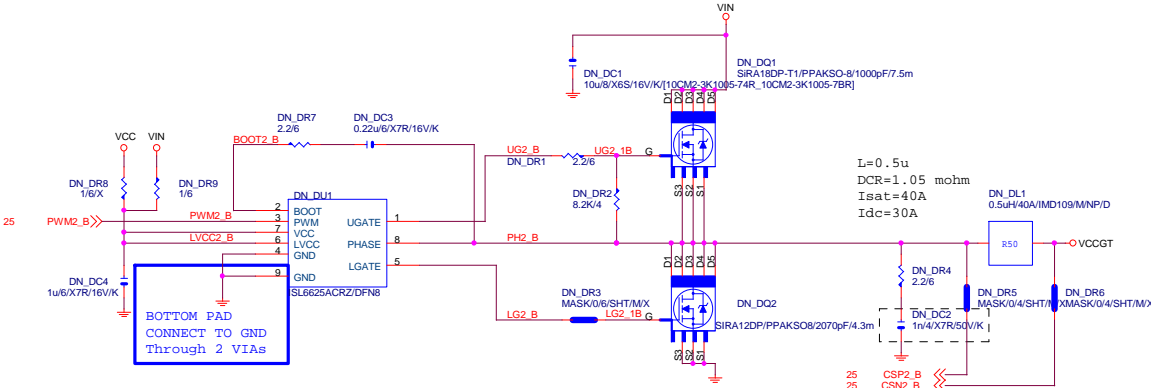 VIN
DN_DC1
10u/8/X6S/16V/K/[10CM2-3K1005-74R_10CM2-3K1005-7BR]
DN_DQ1
SiRA18DP-T1/PPAKSO-8/1000pF/7.5m
D1
D2
D3
D4
D5
G
S3
S2
S1
VCC
VIN
DN_DR7
2.2/6
DN_DC3
0.22u/6/X7R/16V/K
BOOT2_B
UG2_B
DN_DR1
UG2_1B
2.2/6
DN_DR8
1/6/X
DN_DR9
1/6
DN_DR2
8.2K/4
DN_DU1
2
BOOT
3
PWM
7
VCC
6
LVCC
4
GND
9
GND
UGATE
1
PHASE
8
LGATE
5
SL6625ACRZ/DFN8
25
PWM2_B
PWM2_B
LVCC2_B
PH2_B
DN_DC4
1u/6/X7R/16V/K
BOTTOM PAD
CONNECT TO GND
Through 2 VIAs
DN_DR3
MASK/0/6/SHT/M/X
LG2_B
LG2_1B
D1
D2
D3
D4
D5
G
S3
S2
S1
DN_DQ2
SIRA12DP/PPAKSO8/2070pF/4.3m
L=0.5u
DCR=1.05 mohm
Isat=40A
Idc=30A
DN_DL1
0.5uH/40A/IMD109/M/NP/D
R50
VCCGT
DN_DR4
2.2/6
DN_DC2
1n/4/X7R/50V/K
DN_DR5
MASK/0/4/SHT/M/X
DN_DR6
MASK/0/4/SHT/M/X
25
CSP2_B
25
CSN2_B